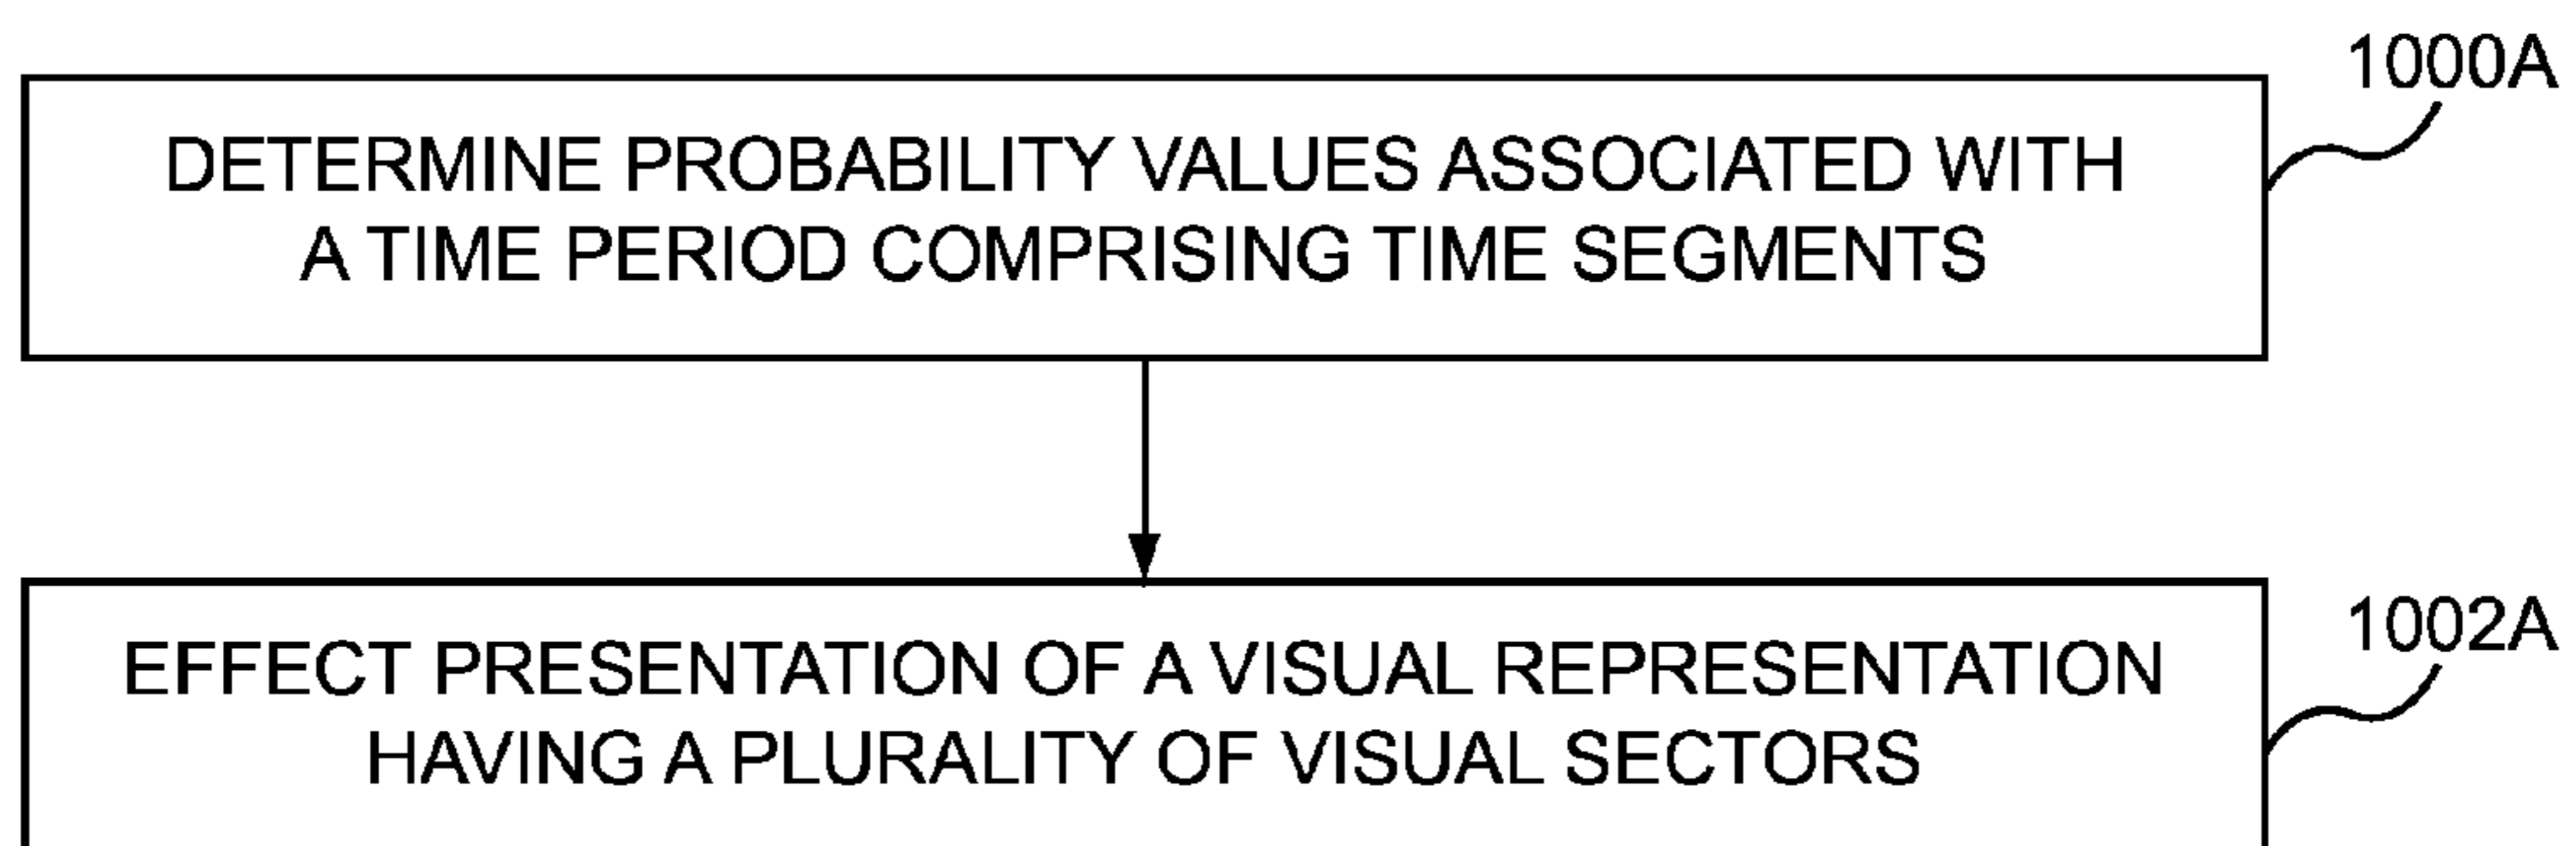 1000A
DETERMINE PROBABILITY VALUES ASSOCIATED WITH
A TIME PERIOD COMPRISING TIME SEGMENTS
1002A
EFFECT PRESENTATION OF A VISUAL REPRESENTATION
HAVING A PLURALITY OF VISUAL SECTORS